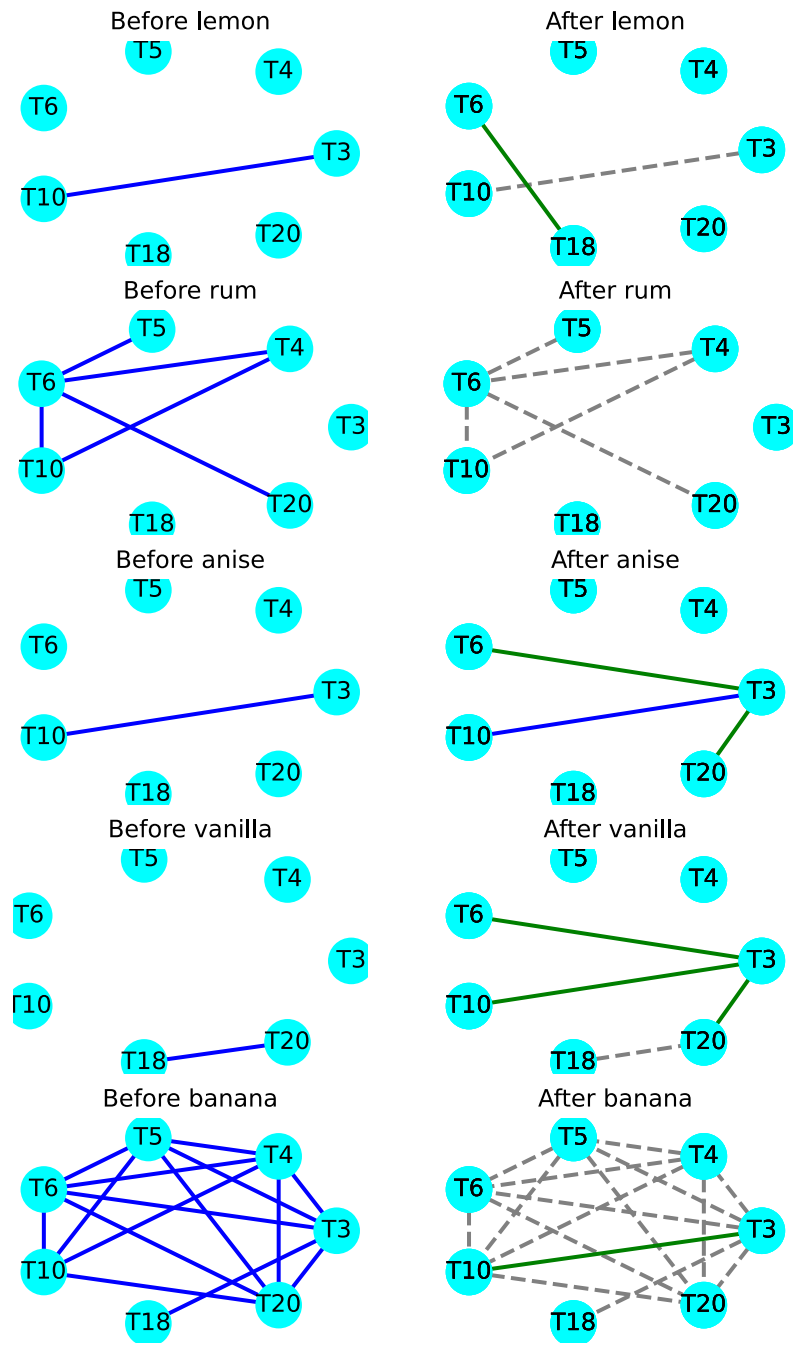 Before lemon
T5
T4
T6
T3
T10
T20
T18
After lemon
T5
T4
T6
T3
T10
T20
T18
Before rum
T5
T4
T6
T3
T10
T20
T18
After rum
T5
T4
T6
T3
T10
T20
T18
Before anise
T5
T4
T6
T3
T10
T20
T18
After anise
T5
T4
T6
T3
T10
T20
T18
Before vanilla
T5
T4
T6
T3
T10
T20
T18
After vanilla
T5
T4
T6
T3
T10
T20
T18
Before banana
T5
T4
T6
T3
T10
T20
T18
After banana
T5
T4
T6
T3
T10
T20
T18